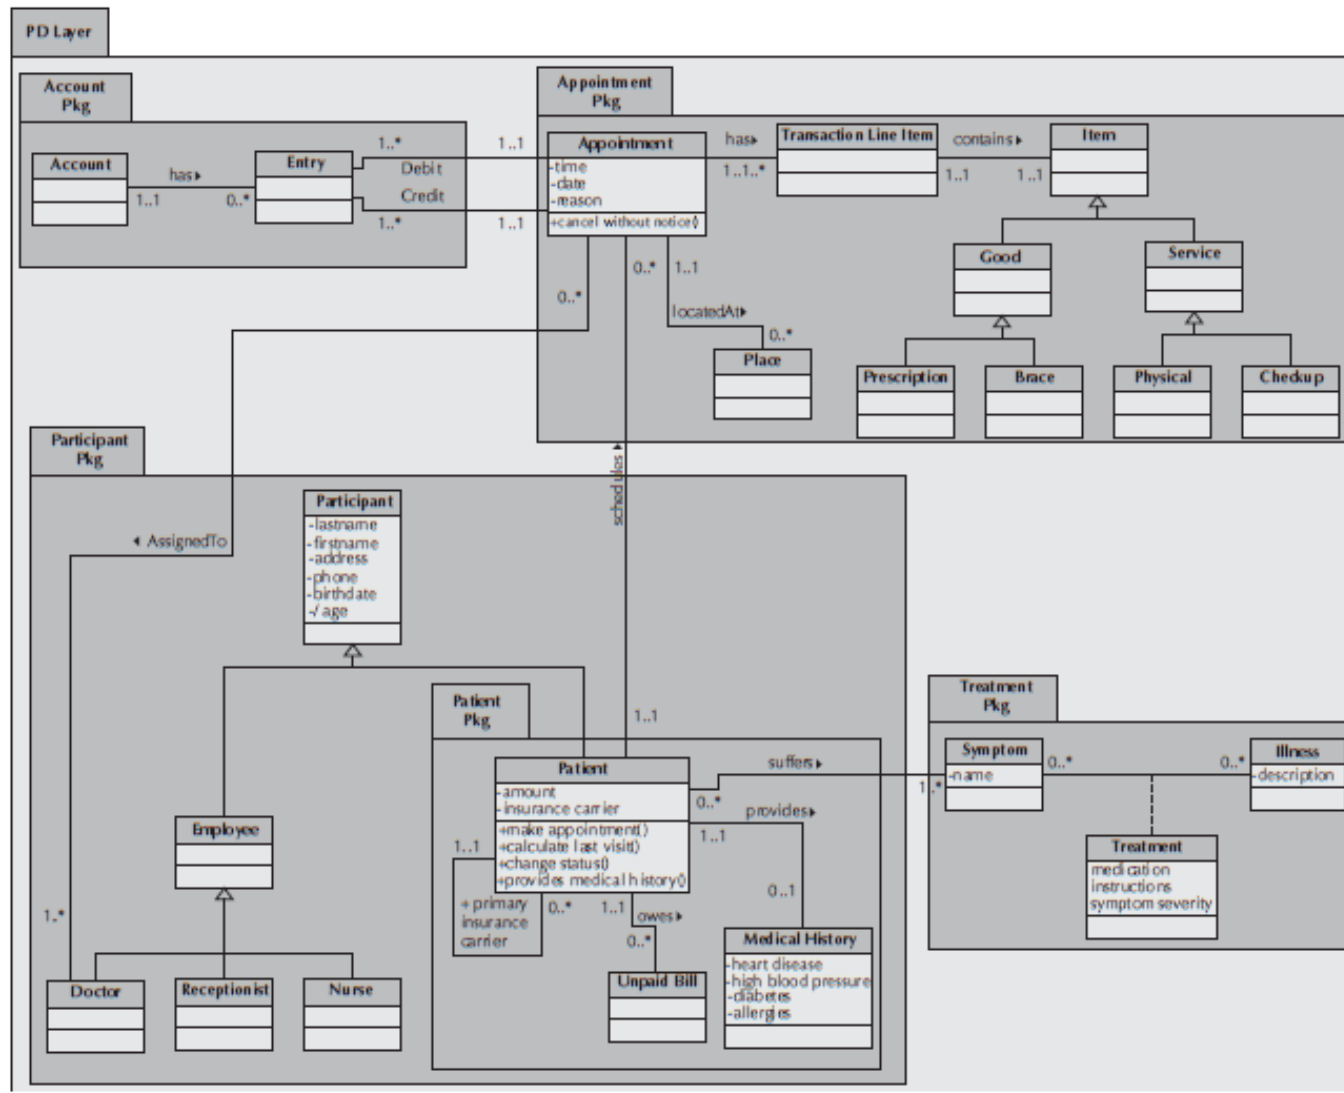 PD Layer
Account
Pkg
Account
has
1..1
0..*
Entry
1..*
Debit
Credit
1..*
1..1
1..1
Appointment
Pkg
Appointment
-time
-date
-reason
+cancel without notice()
has
1..1..*
Transaction Line Item
contains
1..1
1..1
Item
Good
Service
Prescription
Brace
Physical
Checkup
0..*
0..*
1..1
locatedAt
0..*
Place
schedules
1..1
AssignedTo
1..*
Participant
Pkg
Participant
-lastname
-firstname
-address
-phone
-birthdate
-/ age
Employee
Doctor
Receptionist
Nurse
Patient
Pkg
Patient
-amount
-insurance carrier
+make appointment()
+calculate last visit()
+change status()
+provides medical history()
1..1
+ primary
insurance
carrier
0..*
1..1
owes
0..*
Unpaid Bill
suffers
0..*
1..*
provides
1..1
0..1
Medical History
-heart disease
-high blood pressure
-diabetes
-allergies
Treatment
Pkg
Symptom
-name
0..*
0..*
Illness
-description
Treatment
medication
instructions
symptom severity